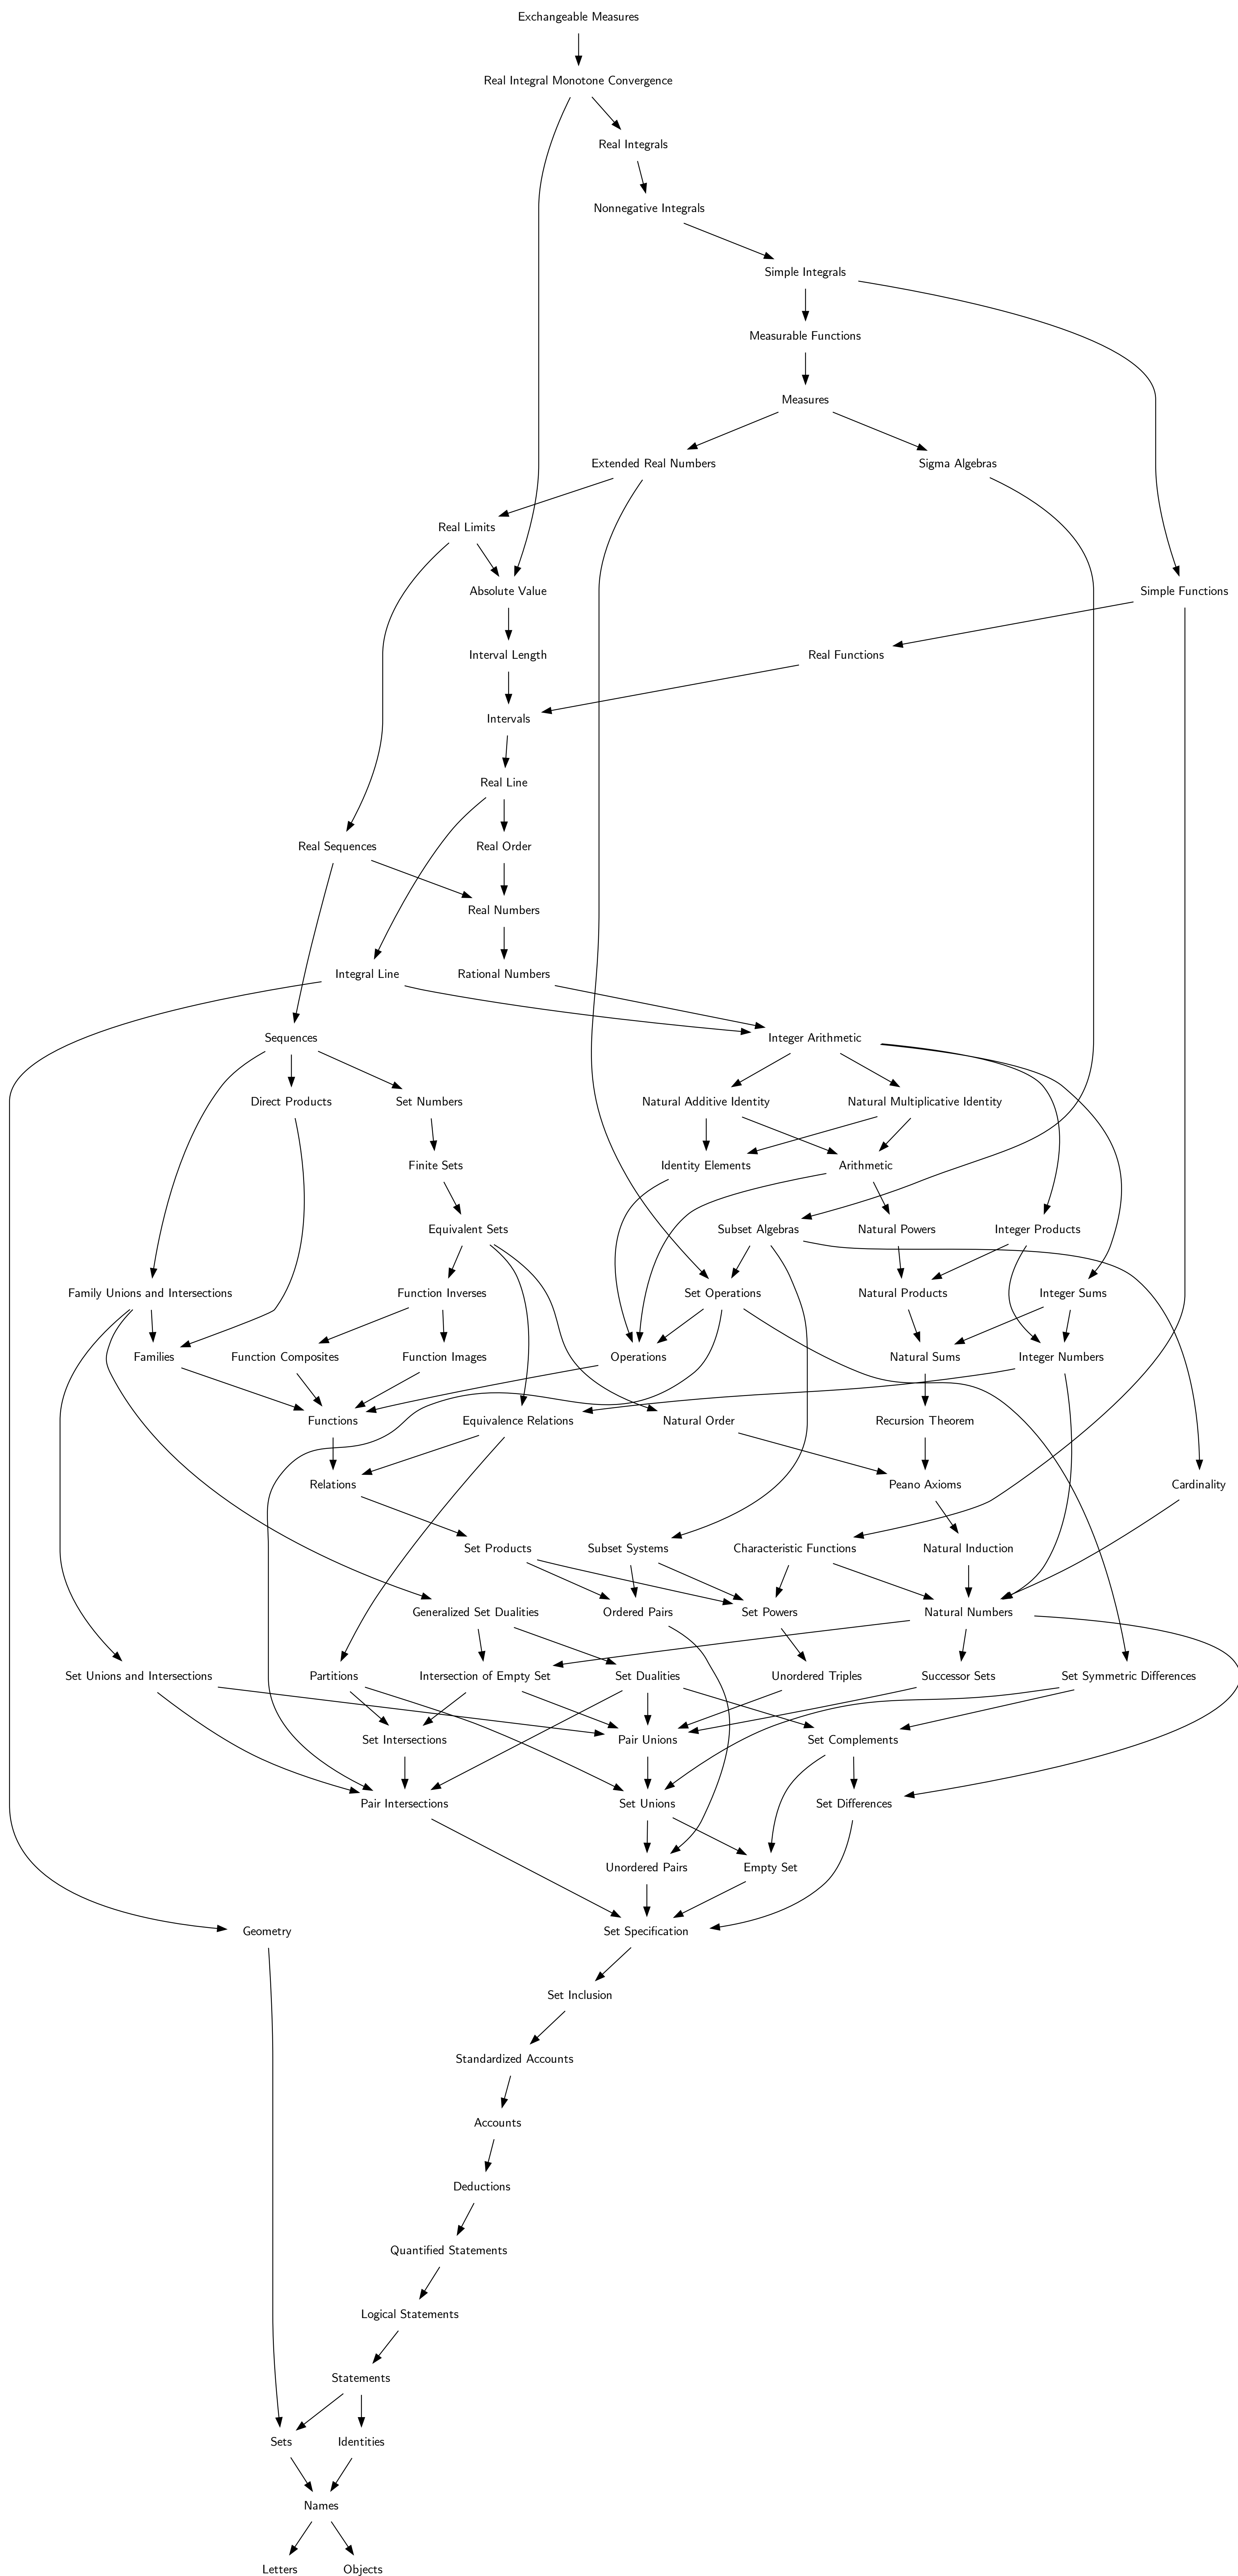 Exchangeable Measures
Real Integral Monotone Convergence
Real Integrals
Nonnegative Integrals
Simple Integrals
Measurable Functions
Measures
Extended Real Numbers
Sigma Algebras
Real Limits
Absolute Value
Simple Functions
Interval Length
Real Functions
Intervals
Real Line
Real Sequences
Real Order
Real Numbers
Integral Line
Rational Numbers
Sequences
Integer Arithmetic
Direct Products
Set Numbers
Natural Additive Identity
Natural Multiplicative Identity
Finite Sets
Identity Elements
Arithmetic
Equivalent Sets
Subset Algebras
Natural Powers
Integer Products
Family Unions and Intersections
Function Inverses
Set Operations
Natural Products
Integer Sums
Families
Function Composites
Function Images
Operations
Natural Sums
Integer Numbers
Functions
Equivalence Relations
Natural Order
Recursion Theorem
Relations
Peano Axioms
Cardinality
Set Products
Subset Systems
Characteristic Functions
Natural Induction
Generalized Set Dualities
Ordered Pairs
Set Powers
Natural Numbers
Set Unions and Intersections
Partitions
Intersection of Empty Set
Set Dualities
Unordered Triples
Successor Sets
Set Symmetric Differences
Set Intersections
Pair Unions
Set Complements
Pair Intersections
Set Unions
Set Differences
Unordered Pairs
Empty Set
Geometry
Set Specification
Set Inclusion
Standardized Accounts
Accounts
Deductions
Quantified Statements
Logical Statements
Statements
Sets
Identities
Names
Letters
Objects